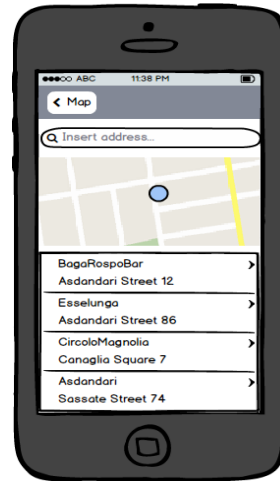 ABC 11:38 PM
Map
Insert address...
BagaRospoBar
Asdandari Street 12
Esselunga
Asdandari Street 86
CircoloMagnolia
Canaglia Square 7
Asdandari
Sassate Street 74